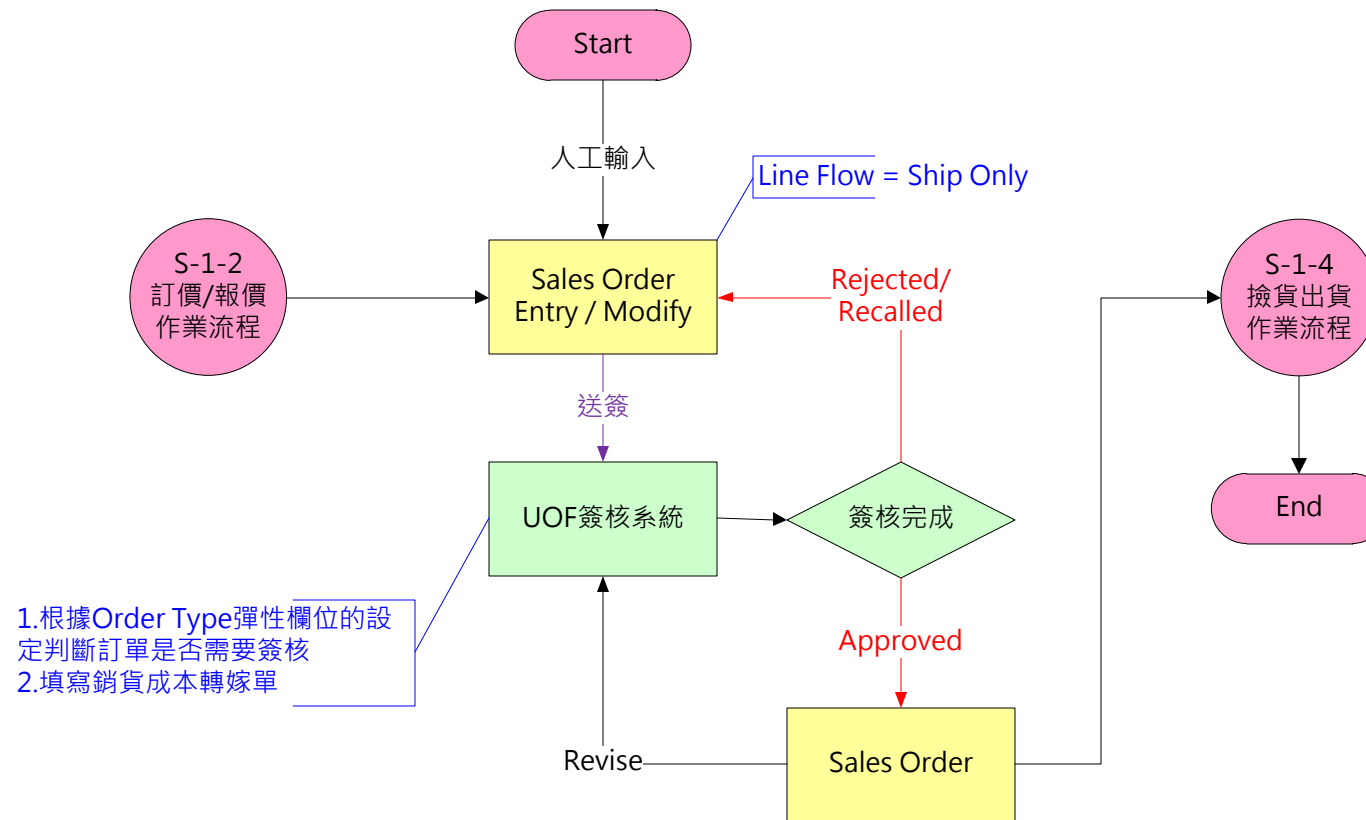 Start
人工輸入
Line Flow = Ship Only
S-1-2
訂價/報價
作業流程
Sales Order
Entry / Modify
Rejected/
Recalled
S-1-4
撿貨出貨
作業流程
送簽
UOF簽核系統
簽核完成
End
1.根據Order Type彈性欄位的設
定判斷訂單是否需要簽核
2.填寫銷貨成本轉嫁單
Approved
Revise
Sales Order